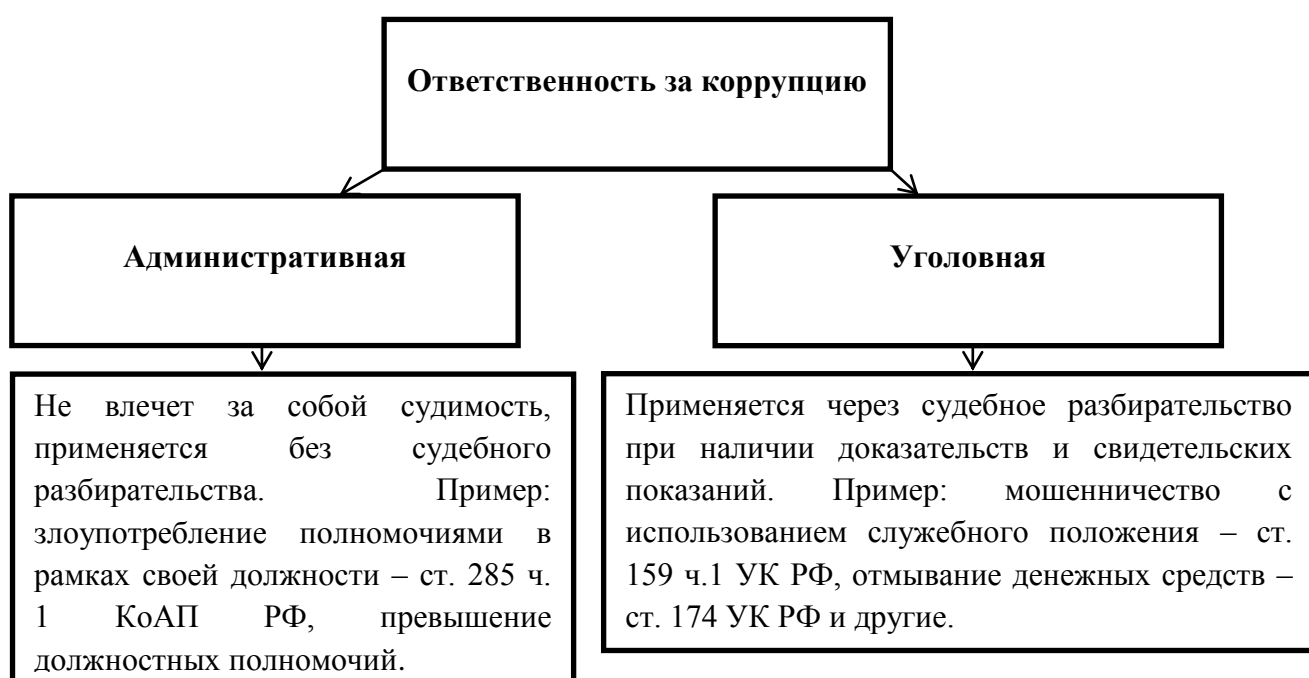 Ответственность за коррупцию
Административная
Уголовная
Не влечет за собой судимость,
применяется без судебного
разбирательства. Пример:
злоупотребление полномочиями в
рамках своей должности – ст. 285 ч.
1 КоАП РФ, превышение
должностных полномочий.
Применяется через судебное разбирательство
при наличии доказательств и свидетельских
показаний. Пример: мошенничество с
использованием служебного положения – ст.
159 ч.1 УК РФ, отмывание денежных средств –
ст. 174 УК РФ и другие.